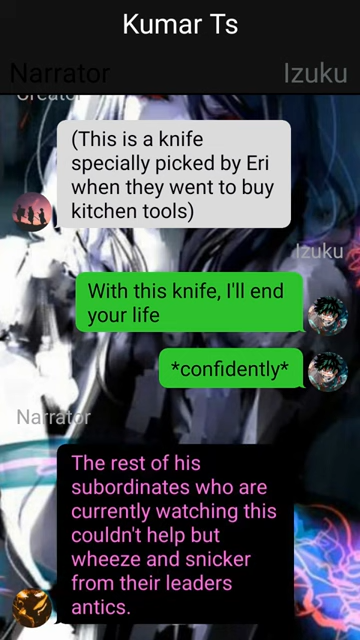 Kumar Ts
Narrator
Izuku
Creator
(This is a knife
specially picked by Eri
when they went to buy
kitchen tools)
Izuku
With this knife, I'll end
your life
*confidently*
Narrator
The rest of his
subordinates who are
currently watching this
couldn't help but
wheeze and snicker
from their leaders
antics.